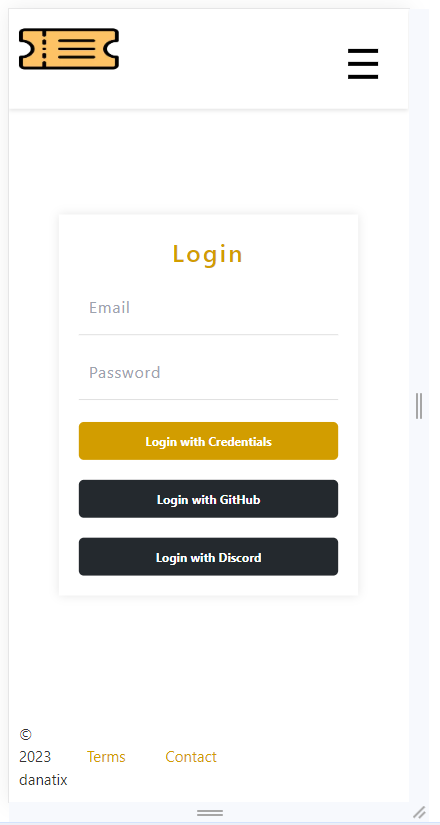 Login
Email
Password
Login with Credentials
Login with GitHub
Login with Discord
©
2023 Terms Contact
danatix